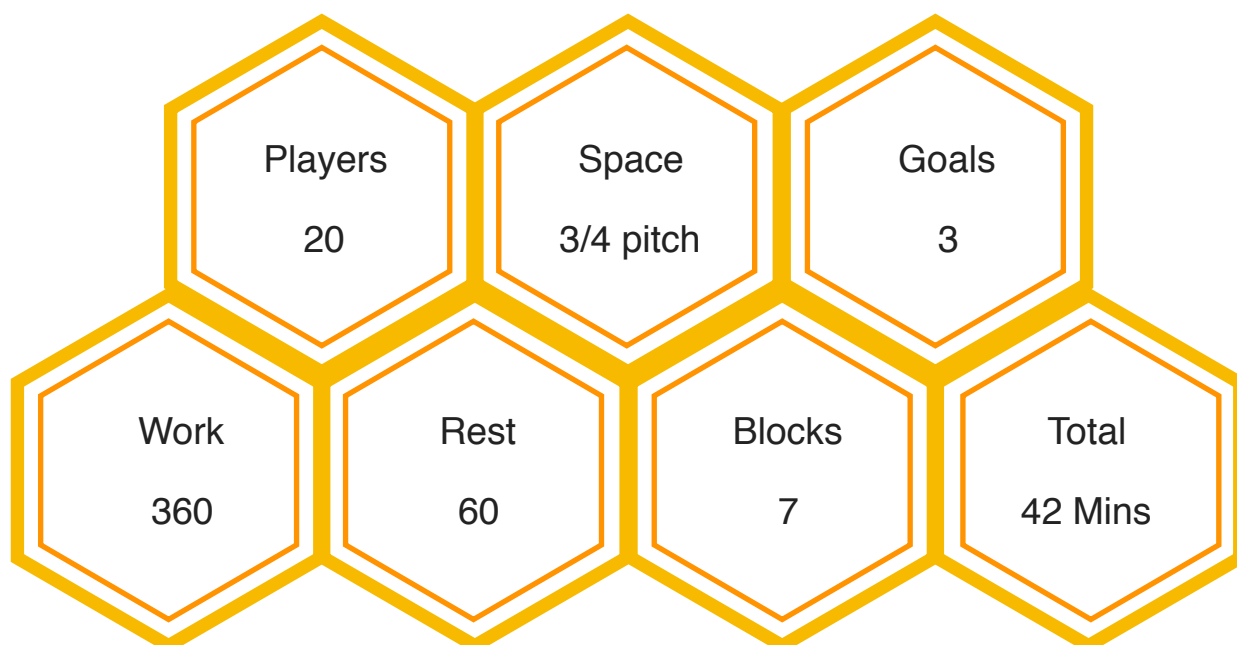 Players
20
Space
3/4 pitch
Goals
3
Work
360
Rest
60
Blocks
7
Total
42 Mins